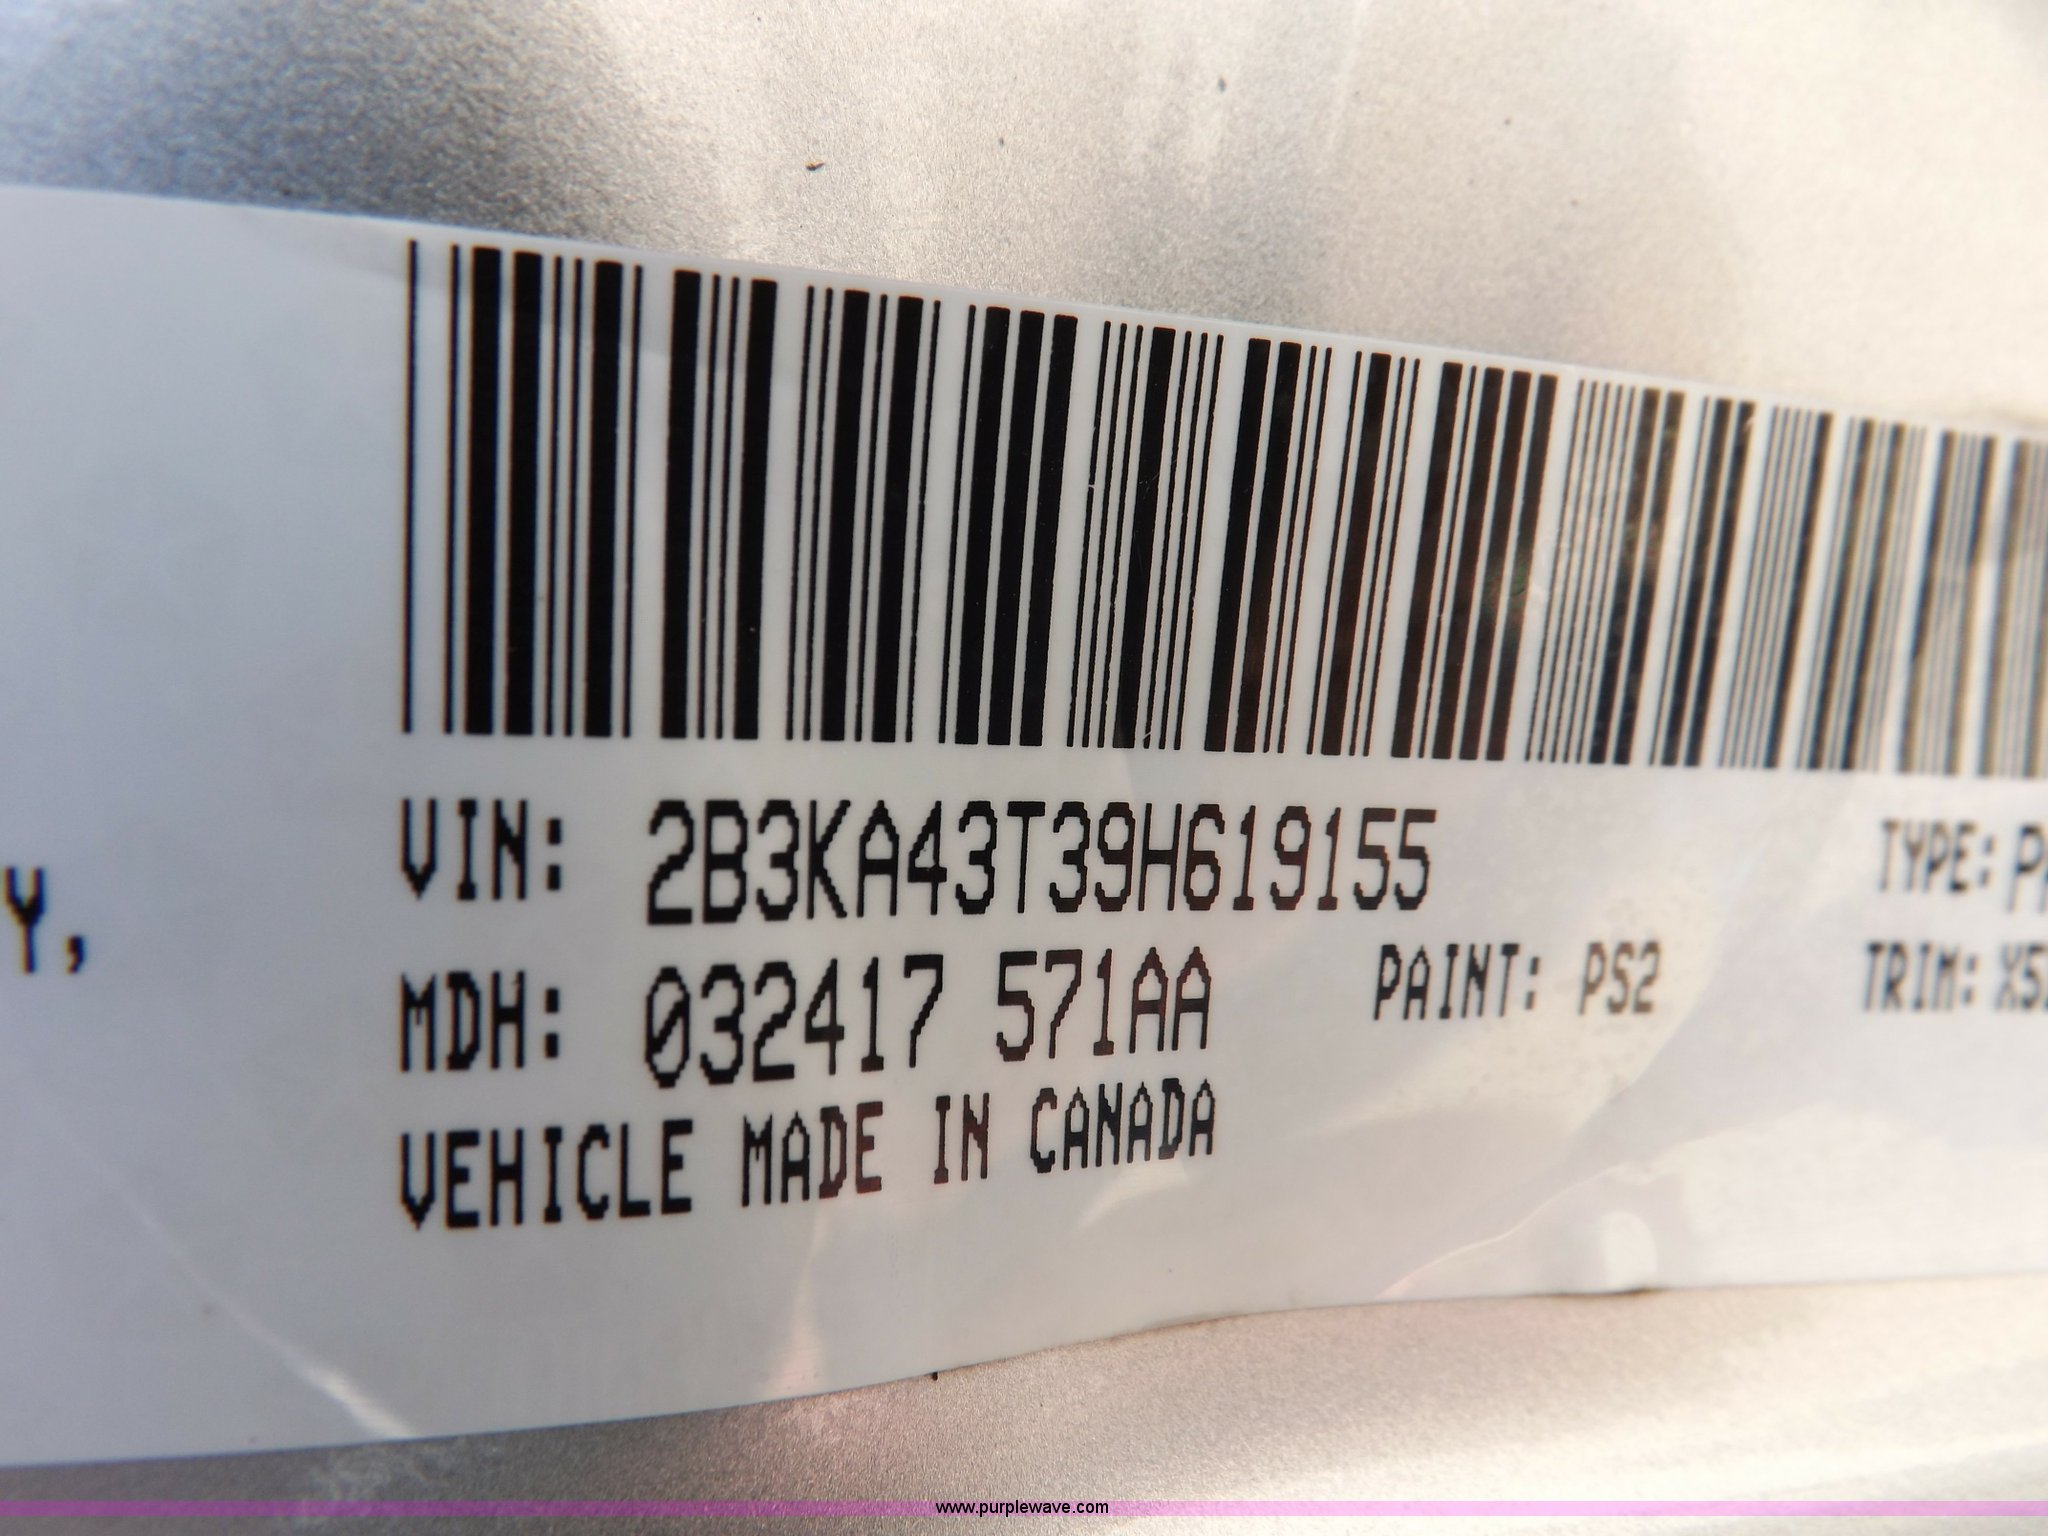 Y,
VIN: 2B3KA43T39H619155 TYPE:
MDH: 032417 571AA PAINT: PS2 TRIM:
VEHICLE MADE IN CANADA
www.purplewave.com